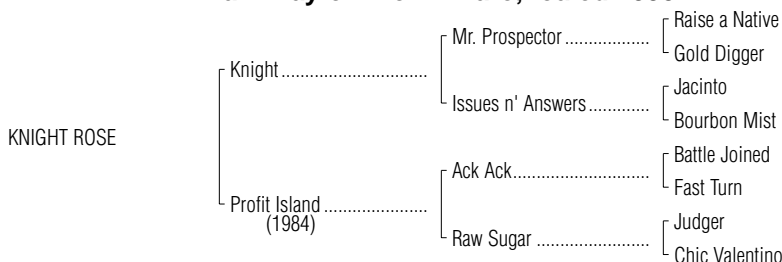 KNIGHT ROSE
Knight
Mr. Prospector
Raise a Native
Gold Digger
Issues n' Answers
Jacinto
Bourbon Mist
Profit Island
(1984)
Ack Ack
Battle Joined
Fast Turn
Raw Sugar
Judger
Chic Valentino